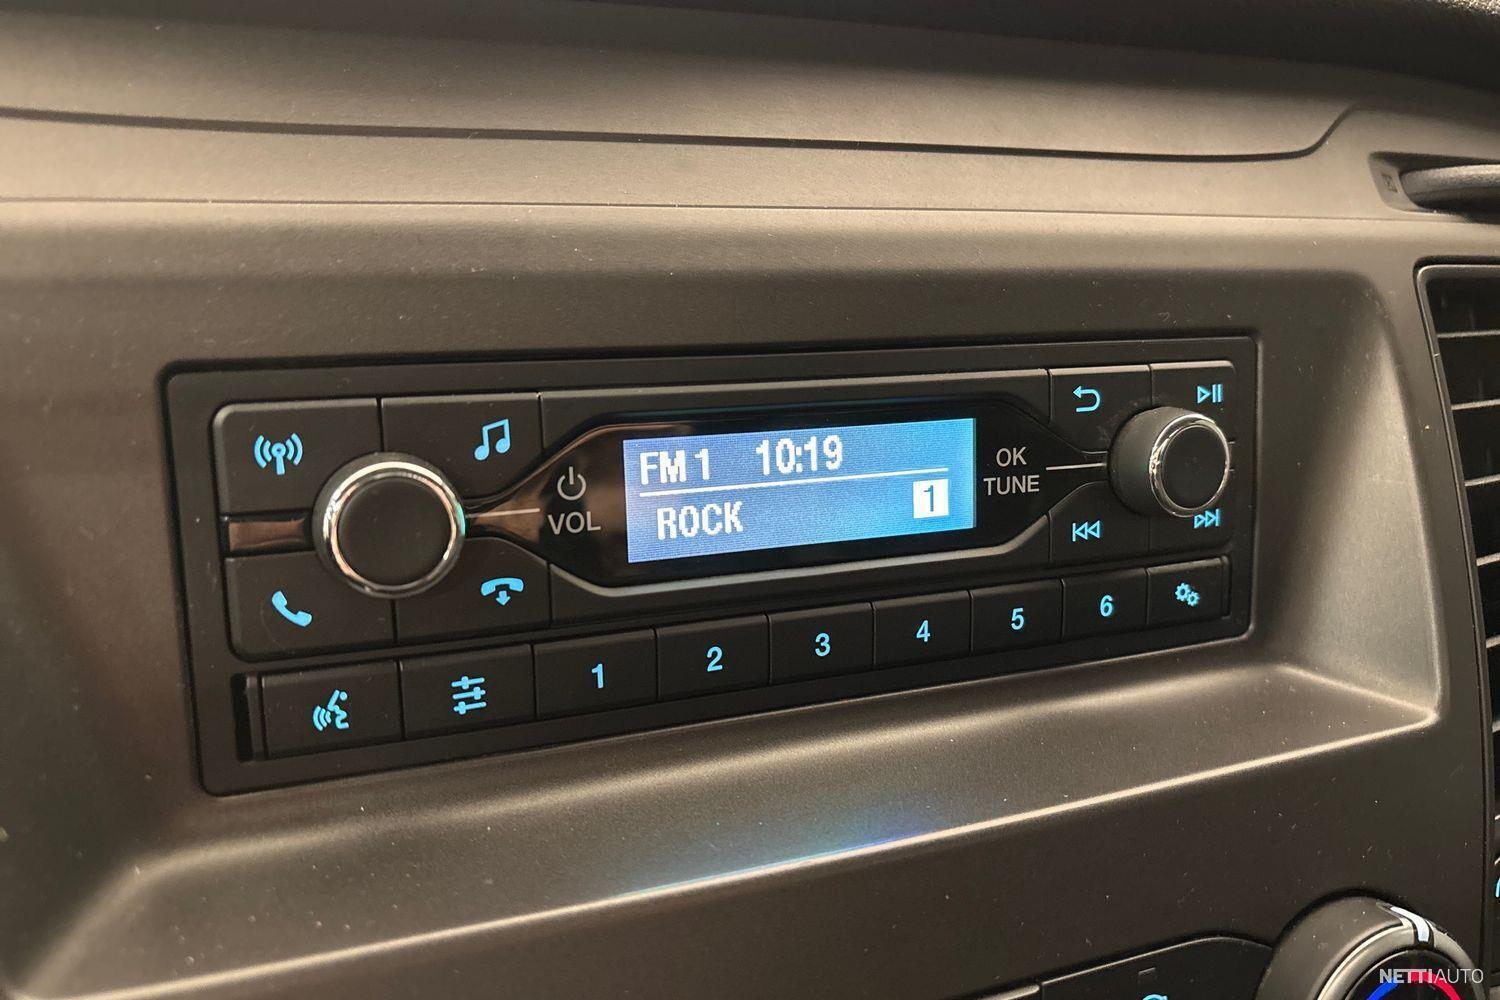 FM 1 10:19
ROCK 1
VOL
OK
TUNE
1 2 3 4 5 6
NETTIAUTO